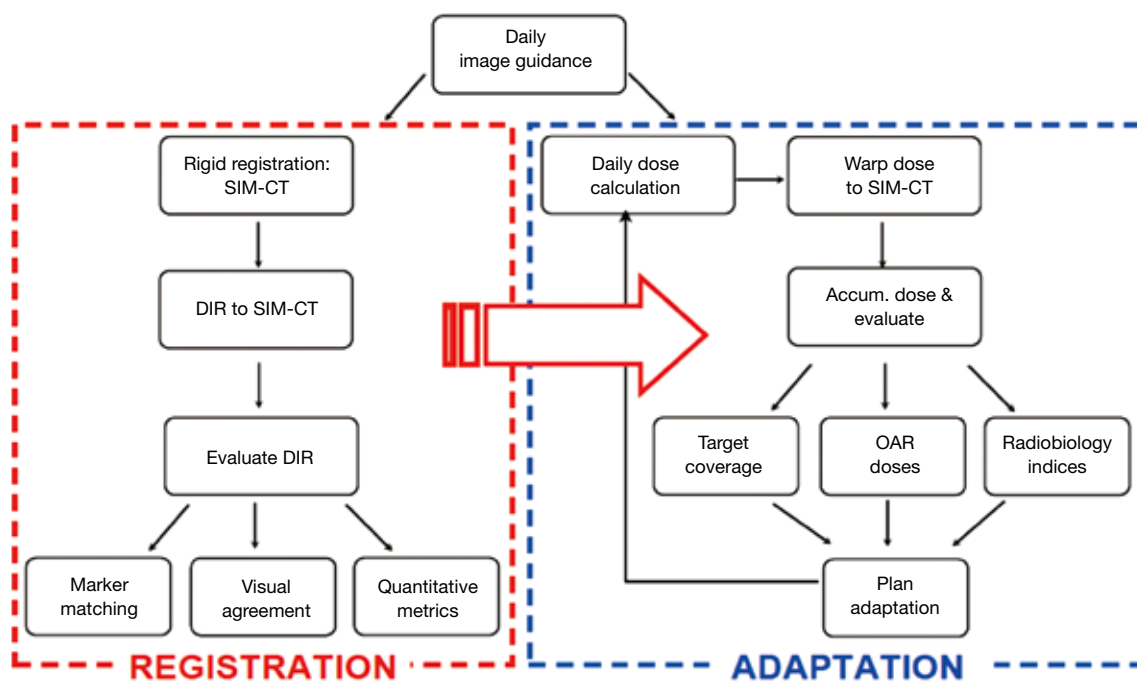 Daily
image guidance
Rigid registration:
SIM-CT
DIR to SIM-CT
Evaluate DIR
Marker
matching
Visual
agreement
Quantitative
metrics
REGISTRATION
Daily dose
calculation
Warp dose
to SIM-CT
Accum. dose &
evaluate
Target
coverage
OAR
doses
Radiobiology
indices
Plan
adaptation
ADAPTATION